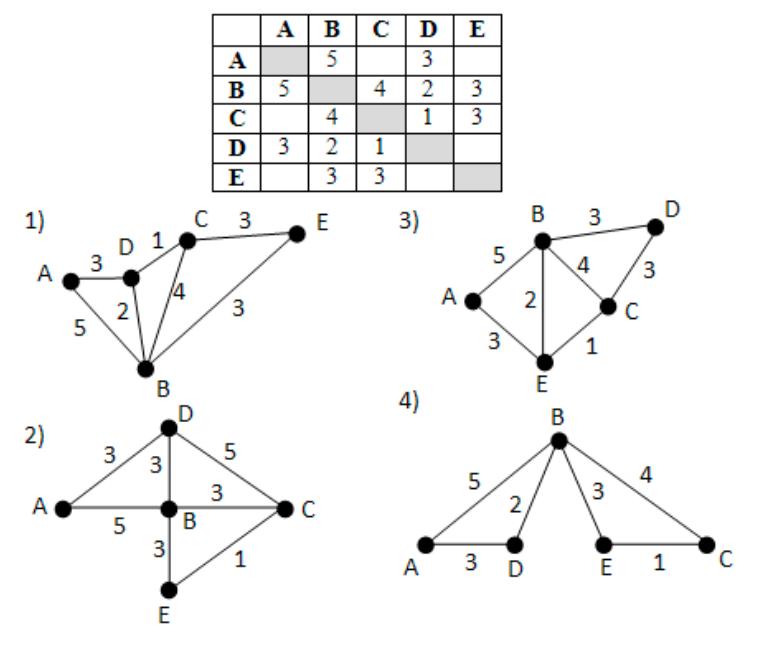 A B C D E
A 5 3
B 5 4 2 3
C 4 1 3
D 3 2 1
E 3 3
1)
A 3 D 1 C 3 E
5 2 4 3
B
2)
D
3 3 5
A 5 B 3 C
3 1
E
3)
B 3 D
5 4 3
A 2 C
3 1
E
4)
B
5 2 3 4
A 3 D E 1 C